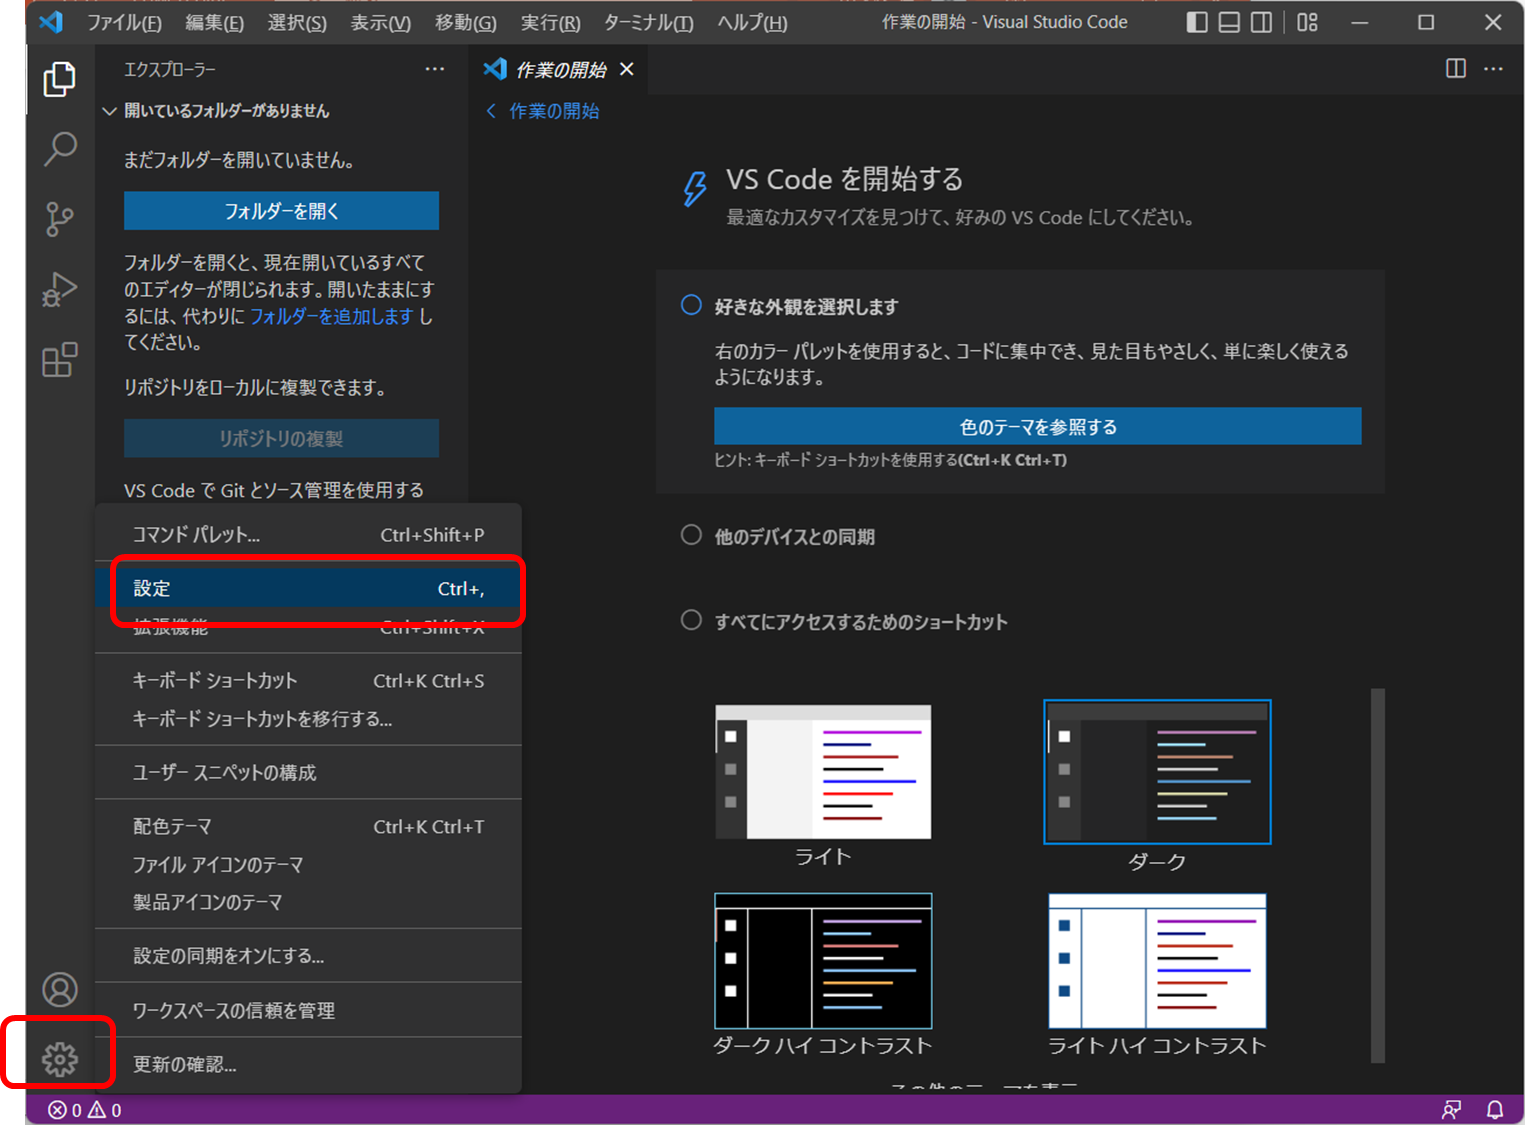 ファイル(F) 編集(E) 選択(S) 表示(V) 移動(G) 実行(R) ターミナル(T) ヘルプ(H) 作業の開始 - Visual Studio Code
エクスプローラー
開いているフォルダーがありません
まだフォルダーを開いていません。
フォルダーを開く
フォルダーを開くと、現在開いているすべて
のエディターが閉じられます。開いたままにす
るには、代わりに フォルダーを追加します し
てください。
リポジトリをローカルに複製できます。
リポジトリの複製
VS Code で Git とソース管理を使用する
コマンド パレット... Ctrl+Shift+P
設定 Ctrl+,
拡張機能 Ctrl+Shift+X
キーボード ショートカット Ctrl+K Ctrl+S
キーボード ショートカットを移行する...
ユーザー スニペットの構成
配色テーマ Ctrl+K Ctrl+T
ファイル アイコンのテーマ
製品アイコンのテーマ
設定の同期をオンにする...
ワークスペースの信頼を管理
更新の確認...
作業の開始
作業の開始
VS Code を開始する
最適なカスタマイズを見つけて、好みの VS Code にしてください。
好きな外観を選択します
右のカラー パレットを使用すると、コードに集中でき、見た目もやさしく、単に楽しく使える
ようになります。
色のテーマを参照する
ヒント: キーボード ショートカットを使用する(Ctrl+K Ctrl+T)
他のデバイスとの同期
すべてにアクセスするためのショートカット
ライト
ダーク
ダーク ハイ コントラスト
ライト ハイ コントラスト
その他のテーマを表示
0 0